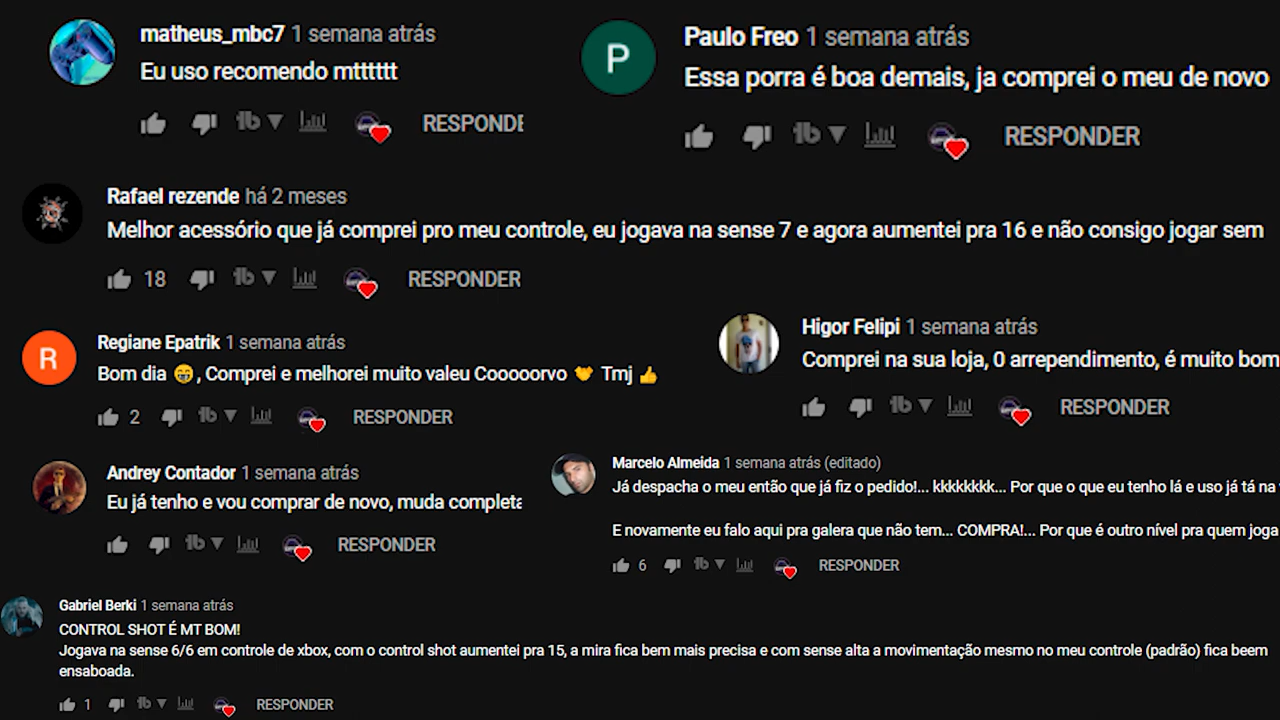 matheus_mbc7 1 semana atrás
Eu uso recomendo mtttttt
RESPONDE
Paulo Freo 1 semana atrás
Essa porra é boa demais, ja comprei o meu de novo
RESPONDER
P
Rafael rezende há 2 meses
Melhor acessório que já comprei pro meu controle, eu jogava na sense 7 e agora aumentei pra 16 e não consigo jogar sem
18 RESPONDER
R
Regiane Epatrik 1 semana atrás
Bom dia 😁, Comprei e melhorei muito valeu Cooooorvo 🤝 Tmj 👍
2 RESPONDER
Higor Felipi 1 semana atrás
Comprei na sua loja, 0 arrependimento, é muito bom
RESPONDER
Andrey Contador 1 semana atrás
Eu já tenho e vou comprar de novo, muda completa
RESPONDER
Marcelo Almeida 1 semana atrás (editado)
Já despacha o meu então que já fiz o pedido!... kkkkkkkk... Por que o que eu tenho lá e uso já tá na
E novamente eu falo aqui pra galera que não tem... COMPRA!... Por que é outro nível pra quem joga
6 RESPONDER
Gabriel Berki 1 semana atrás
CONTROL SHOT É MT BOM!
Jogava na sense 6/6 em controle de xbox, com o control shot aumentei pra 15, a mira fica bem mais precisa e com sense alta a movimentação mesmo no meu controle (padrão) fica beem
ensaboada.
1 RESPONDER